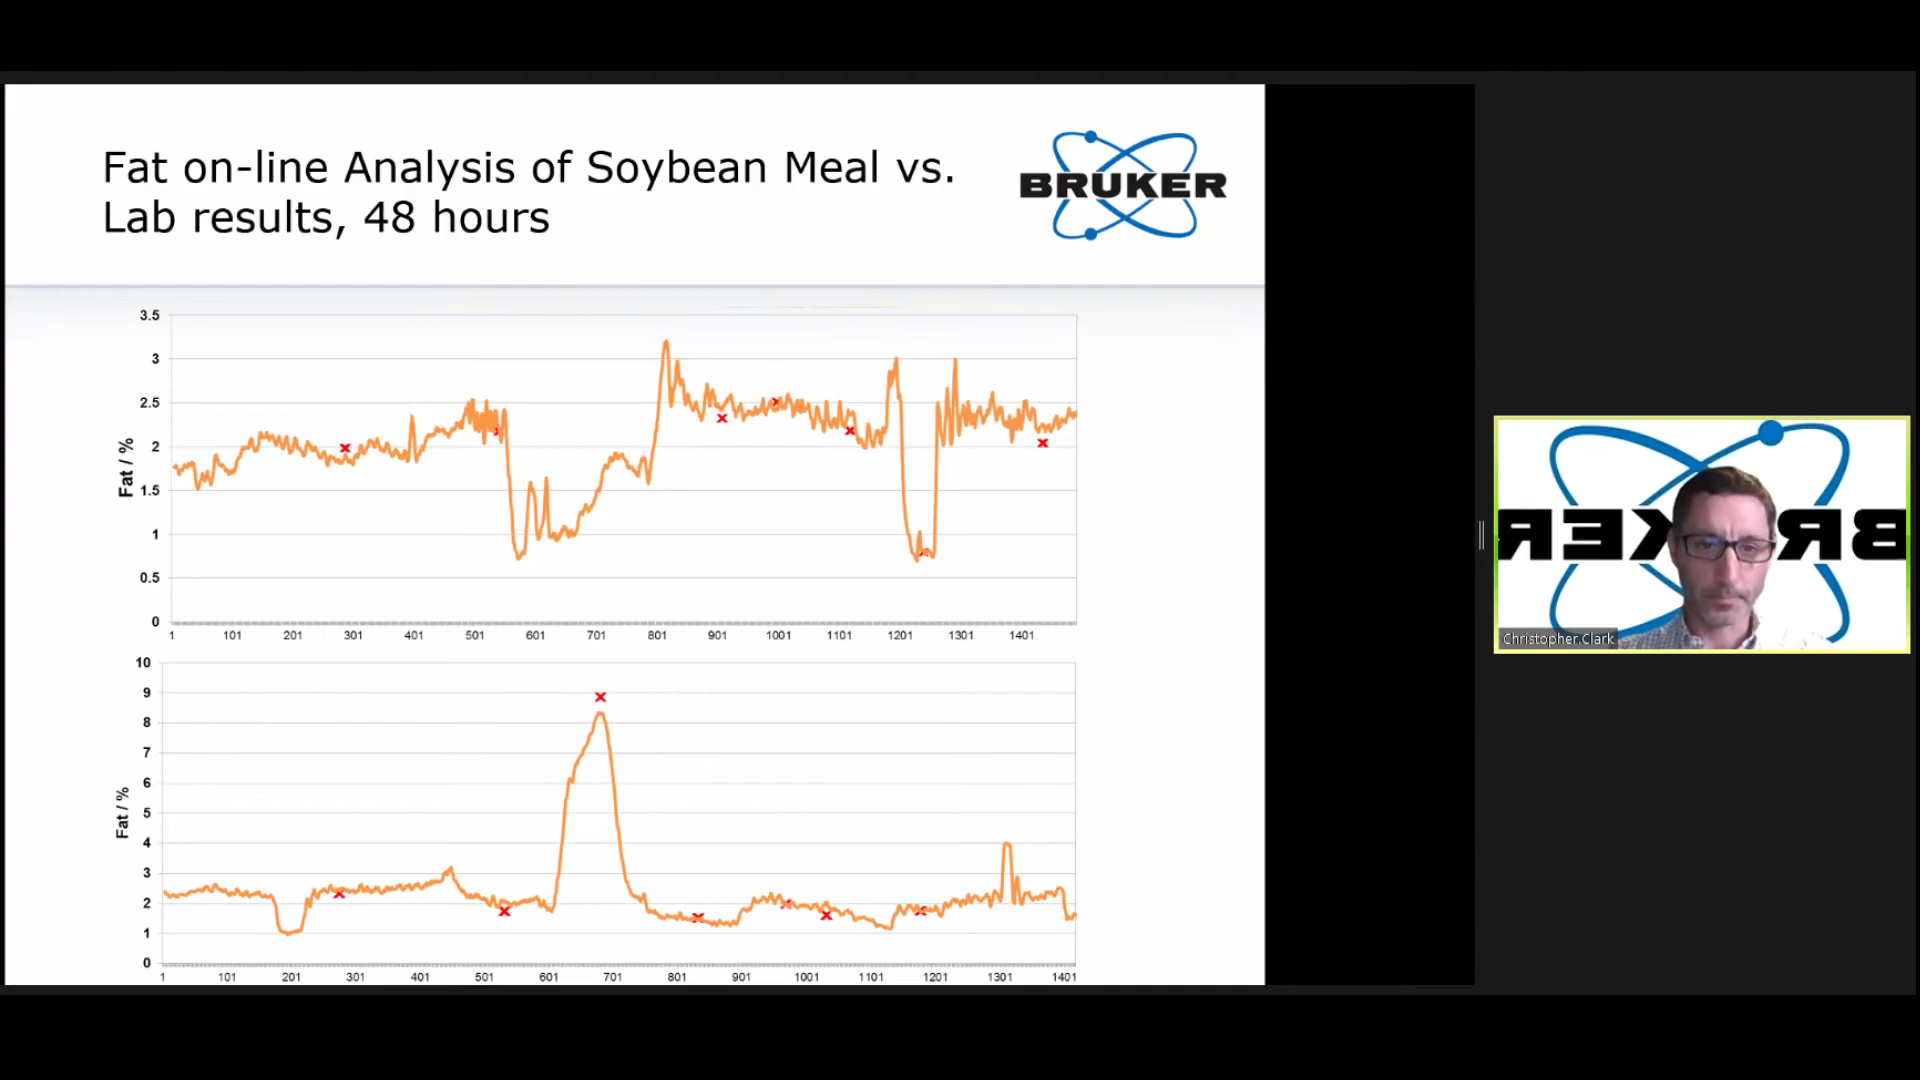 Fat on-line Analysis of Soybean Meal vs.
Lab results, 48 hours
BRUKER
3.5
3
2.5
2
1.5
1
0.5
0
Fat / %
1 101 201 301 401 501 601 701 801 901 1001 1101 1201 1301 1401
10
9
8
7
6
5
4
3
2
1
0
Fat / %
1 101 201 301 401 501 601 701 801 901 1001 1101 1201 1301 1401
BRUKER
Christopher.Clark